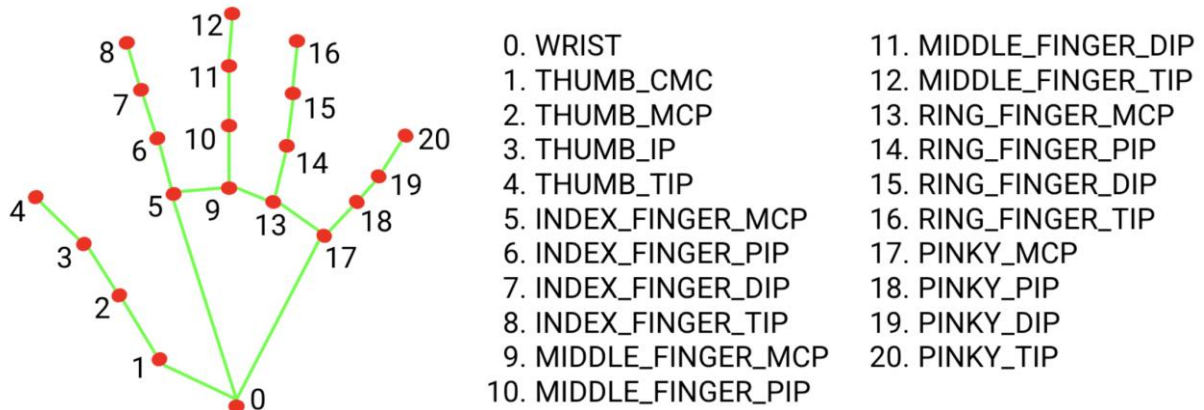 12
8
16
11
7
15
10
20
6
14
19
4
5
9
18
13
3
17
2
1
0
0. WRIST
1. THUMB_CMC
2. THUMB_MCP
3. THUMB_IP
4. THUMB_TIP
5. INDEX_FINGER_MCP
6. INDEX_FINGER_PIP
7. INDEX_FINGER_DIP
8. INDEX_FINGER_TIP
9. MIDDLE_FINGER_MCP
10. MIDDLE_FINGER_PIP
11. MIDDLE_FINGER_DIP
12. MIDDLE_FINGER_TIP
13. RING_FINGER_MCP
14. RING_FINGER_PIP
15. RING_FINGER_DIP
16. RING_FINGER_TIP
17. PINKY_MCP
18. PINKY_PIP
19. PINKY_DIP
20. PINKY_TIP